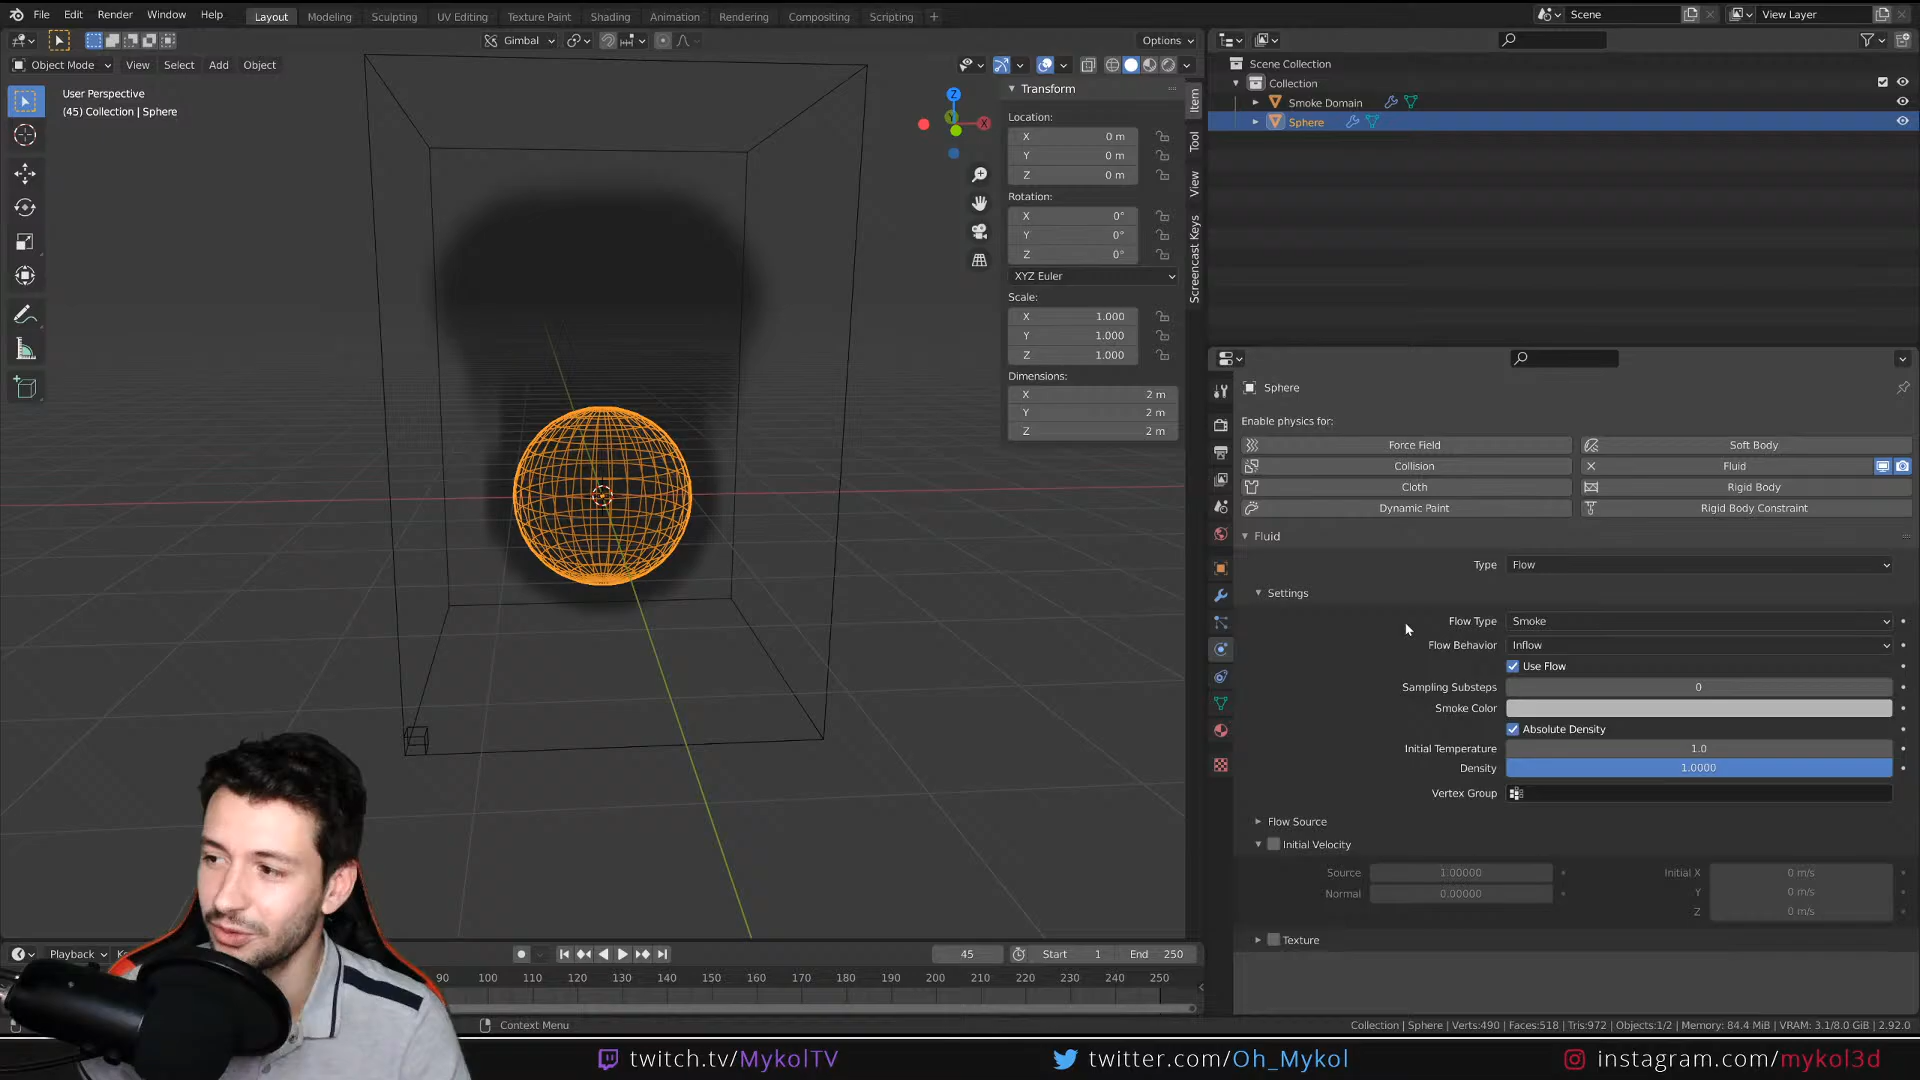 File Edit Render Window Help
Layout Modeling Sculpting UV Editing Texture Paint Shading Animation Rendering Compositing Scripting +
Scene
View Layer
Gimbal
Options
Object Mode View Select Add Object
User Perspective
(45) Collection | Sphere
Z
X
Y
Transform
Location:
X 0 m
Y 0 m
Z 0 m
Rotation:
X 0°
Y 0°
Z 0°
XYZ Euler
Scale:
X 1.000
Y 1.000
Z 1.000
Dimensions:
X 2 m
Y 2 m
Z 2 m
Item
Tool
View
Screencast Keys
Scene Collection
Collection
Smoke Domain
Sphere
Sphere
Enable physics for:
Force Field Soft Body
Collision Fluid
Cloth Rigid Body
Dynamic Paint Rigid Body Constraint
Fluid
Type Flow
Settings
Flow Type Smoke
Flow Behavior Inflow
Use Flow
Sampling Substeps 0
Smoke Color
Absolute Density
Initial Temperature 1.0
Density 1.0000
Vertex Group
Flow Source
Initial Velocity
Source 1.00000 Initial X 0 m/s
Normal 0.00000 Y 0 m/s
Z 0 m/s
Texture
Playback
45 Start 1 End 250
90 100 110 120 130 140 150 160 170 180 190 200 210 220 230 240 250
Context Menu
Collection | Sphere | Verts:490 | Faces:518 | Tris:972 | Objects:1/2 | Memory: 84.4 MiB | VRAM: 3.1/8.0 GiB | 2.92.0
twitch.tv/MykolTV twitter.com/Oh_Mykol instagram.com/mykol3d